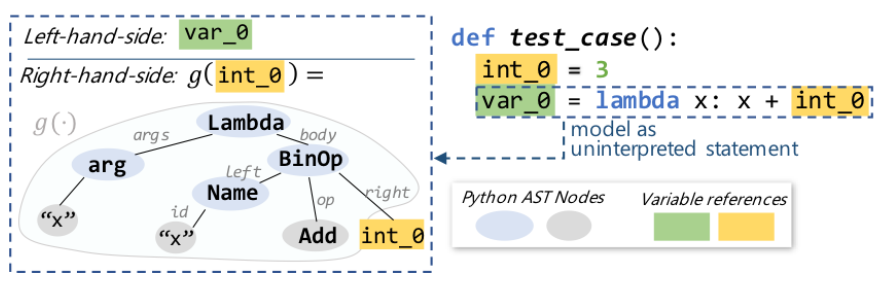 Left-hand-side: var_0
Right-hand-side: g(int_0) =
g(·)
Lambda
args
body
arg
BinOp
left
Name
id
op
right
“x”
“x”
Add
int_0
def test_case():
int_0 = 3
var_0 = lambda x: x + int_0
model as
uninterpreted statement
Python AST Nodes
Variable references